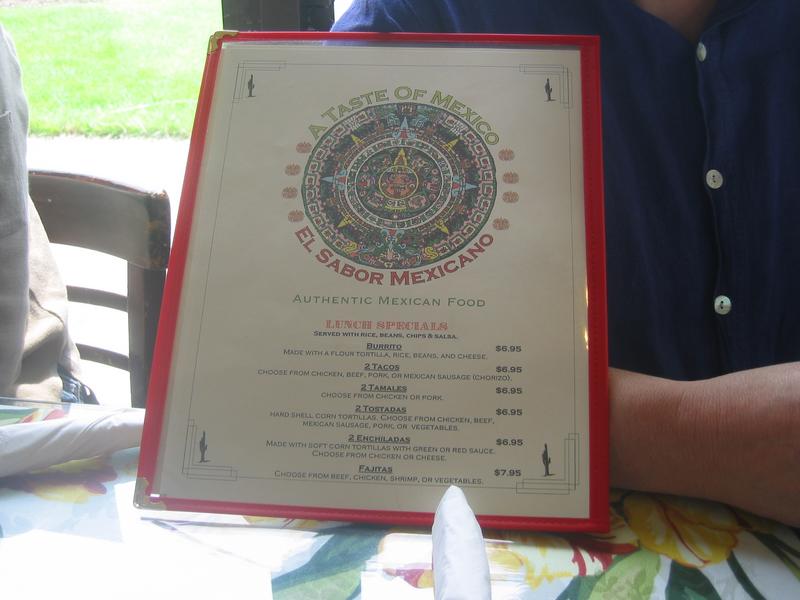 A TASTE OF MEXICO
EL SABOR MEXICANO
AUTHENTIC MEXICAN FOOD
LUNCH SPECIALS
SERVED WITH RICE, BEANS, CHIPS & SALSA.
BURRITO $6.95
MADE WITH A FLOUR TORTILLA, RICE, BEANS, AND CHEESE.
2 TACOS $6.95
CHOOSE FROM CHICKEN, BEEF, PORK, OR MEXICAN SAUSAGE (CHORIZO).
2 TAMALES $6.95
CHOOSE FROM CHICKEN OR PORK.
2 TOSTADAS $6.95
HARD SHELL CORN TORTILLAS. CHOOSE FROM CHICKEN, BEEF,
MEXICAN SAUSAGE, PORK, OR VEGETABLES.
2 ENCHILADAS $6.95
MADE WITH SOFT CORN TORTILLAS WITH GREEN OR RED SAUCE.
CHOOSE FROM CHICKEN OR CHEESE.
FAJITAS $7.95
CHOOSE FROM BEEF, CHICKEN, SHRIMP, OR VEGETABLES.